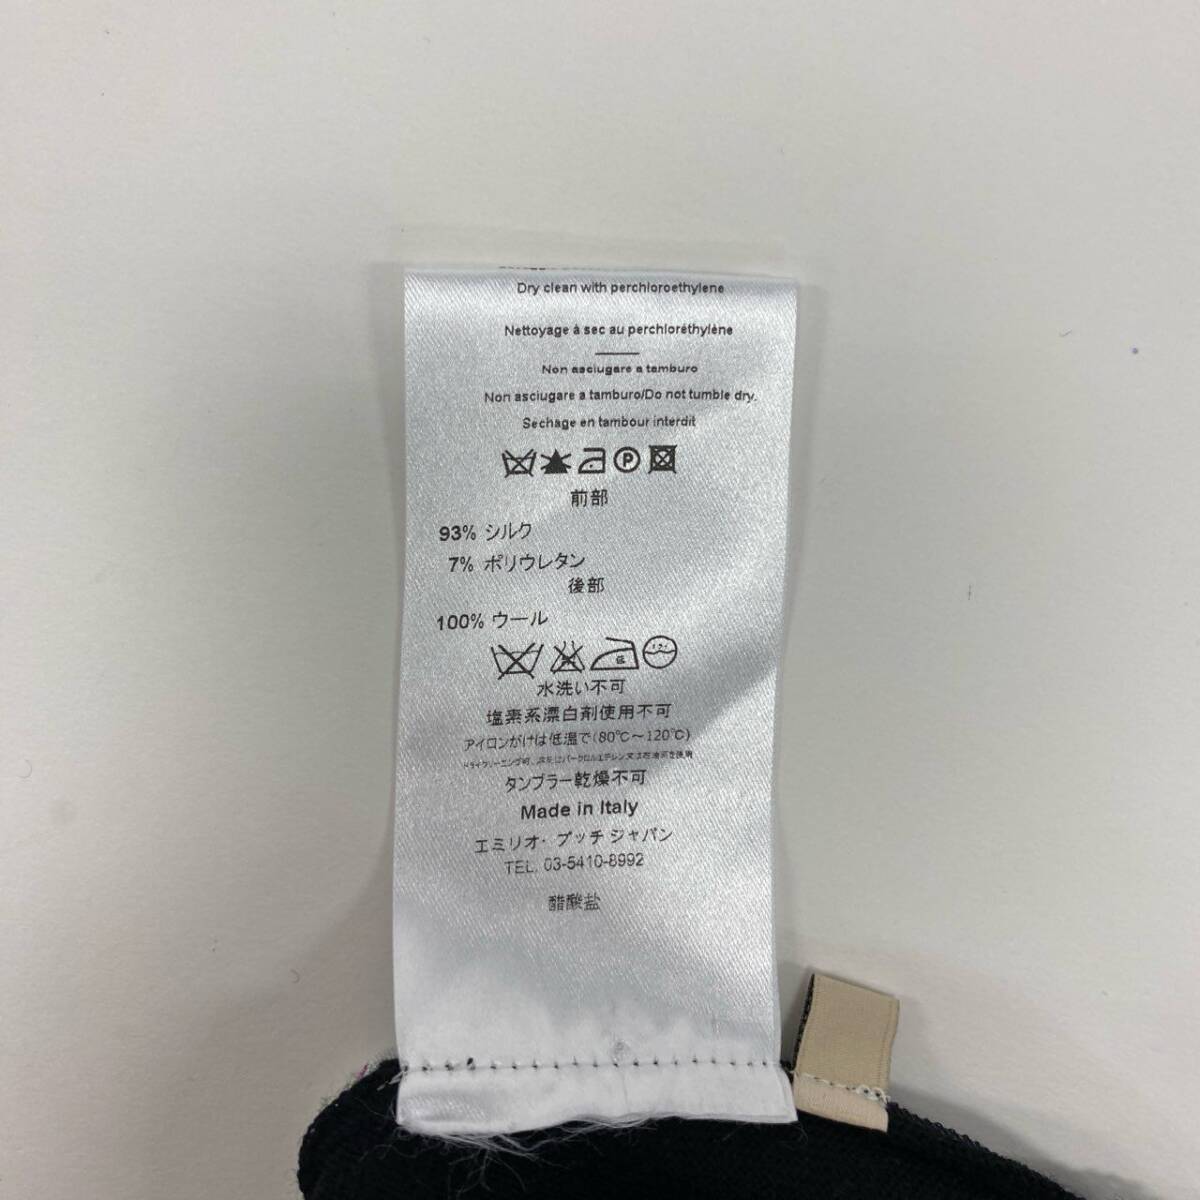 Dry clean with perchloroethylene
Nettoyage à sec au perchloréthylène
Non asciugare a tamburo
Non asciugare a tamburo/Do not tumble dry.
Sechage en tambour interdit
P
前部
93% シルク
7% ポリウレタン
後部
100% ウール
低
水洗い不可
塩素系漂白剤使用不可
アイロンがけは低温で(80℃～120℃)
タンブラー乾燥不可
Made in Italy
エミリオ・プッチ ジャパン
TEL. 03-5410-8992
醋酸盐